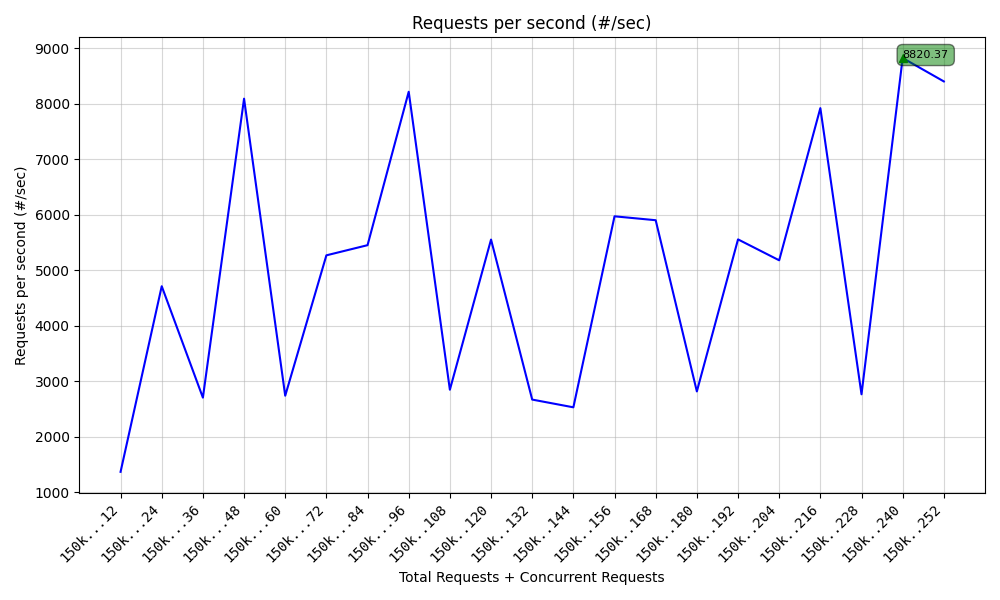 Requests per second (#/sec)
9000
8820.37
8000
7000
6000
5000
4000
3000
2000
1000
Requests per second (#/sec)
150k...12
150k...24
150k...36
150k...48
150k...60
150k...72
150k...84
150k...96
150k..108
150k..120
150k..132
150k..144
150k..156
150k..168
150k..180
150k..192
150k..204
150k..216
150k..228
150k..240
150k..252
Total Requests + Concurrent Requests